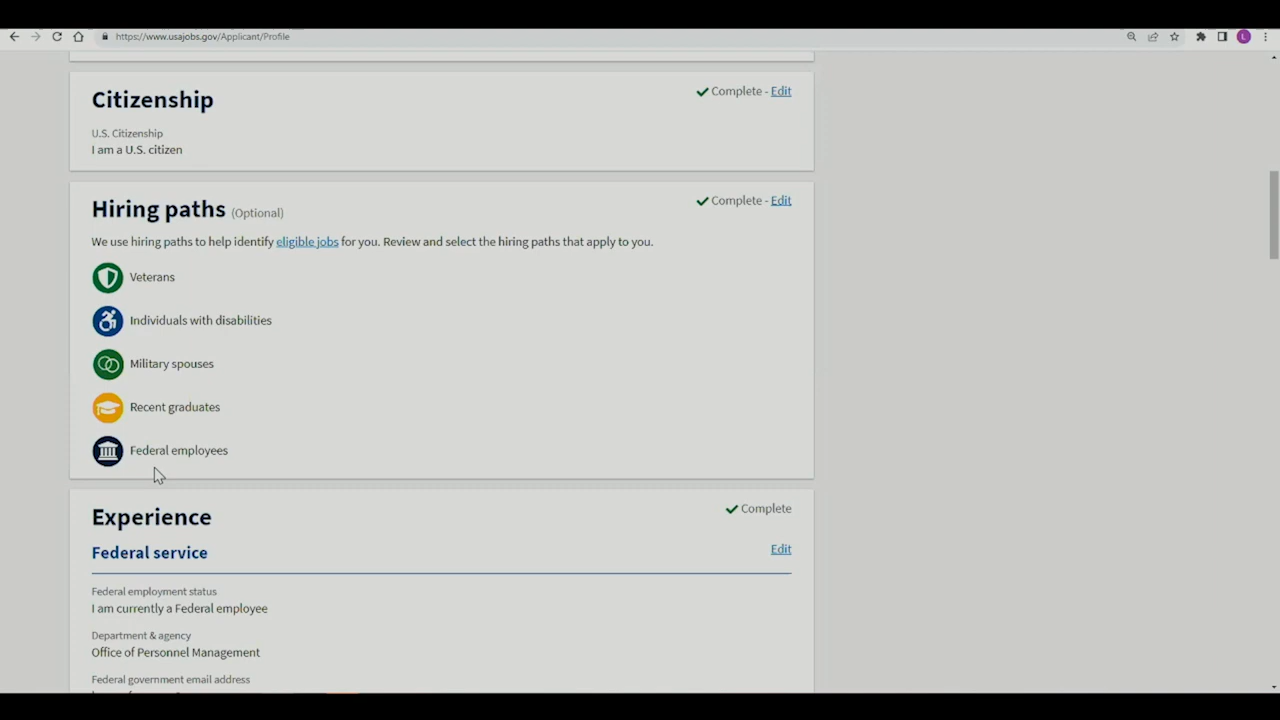 https://www.usajobs.gov/Applicant/Profile
L
Citizenship
Complete - Edit
U.S. Citizenship
I am a U.S. citizen
Hiring paths (Optional)
Complete - Edit
We use hiring paths to help identify eligible jobs for you. Review and select the hiring paths that apply to you.
Veterans
Individuals with disabilities
Military spouses
Recent graduates
Federal employees
Experience
Complete
Federal service
Edit
Federal employment status
I am currently a Federal employee
Department & agency
Office of Personnel Management
Federal government email address